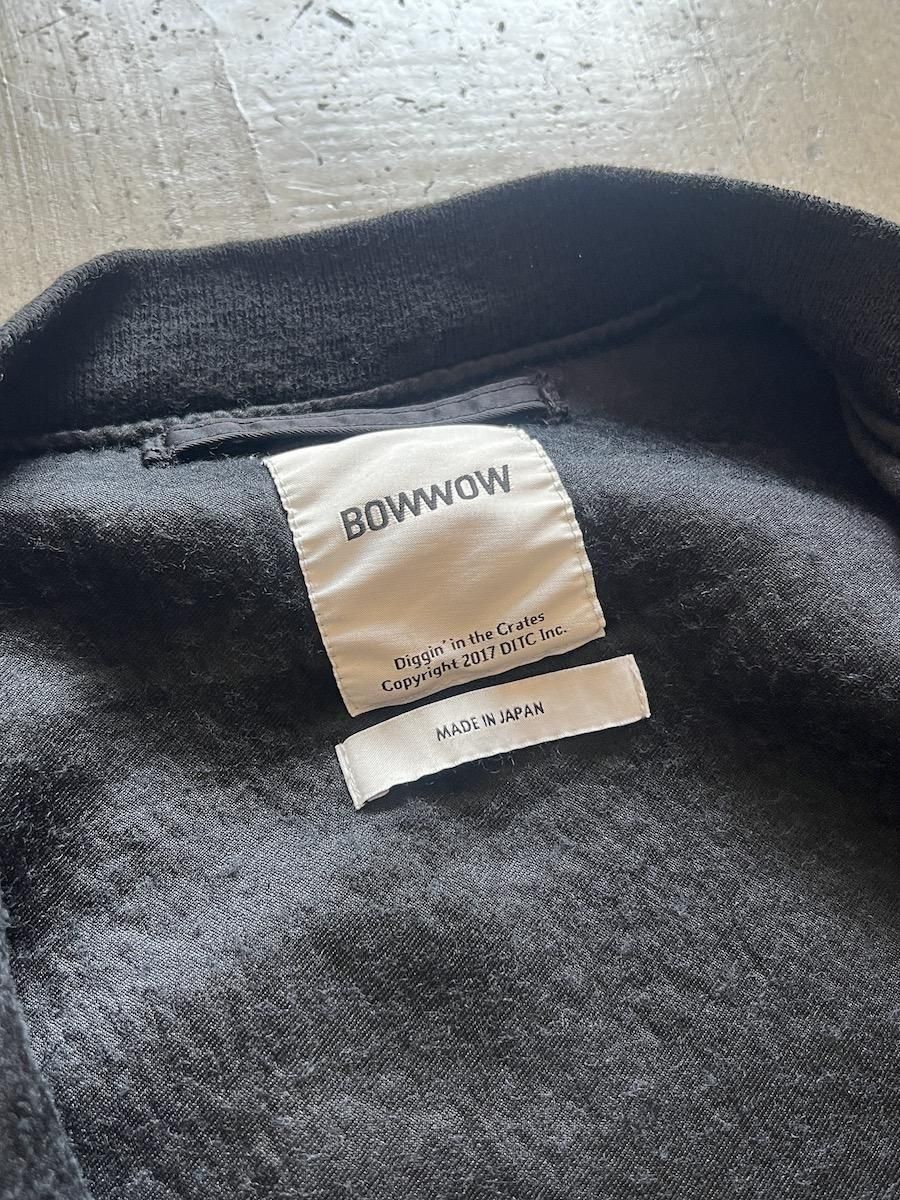 BOWWOW
Diggin' in the Crates
Copyright 2017 DITC Inc.
MADE IN JAPAN